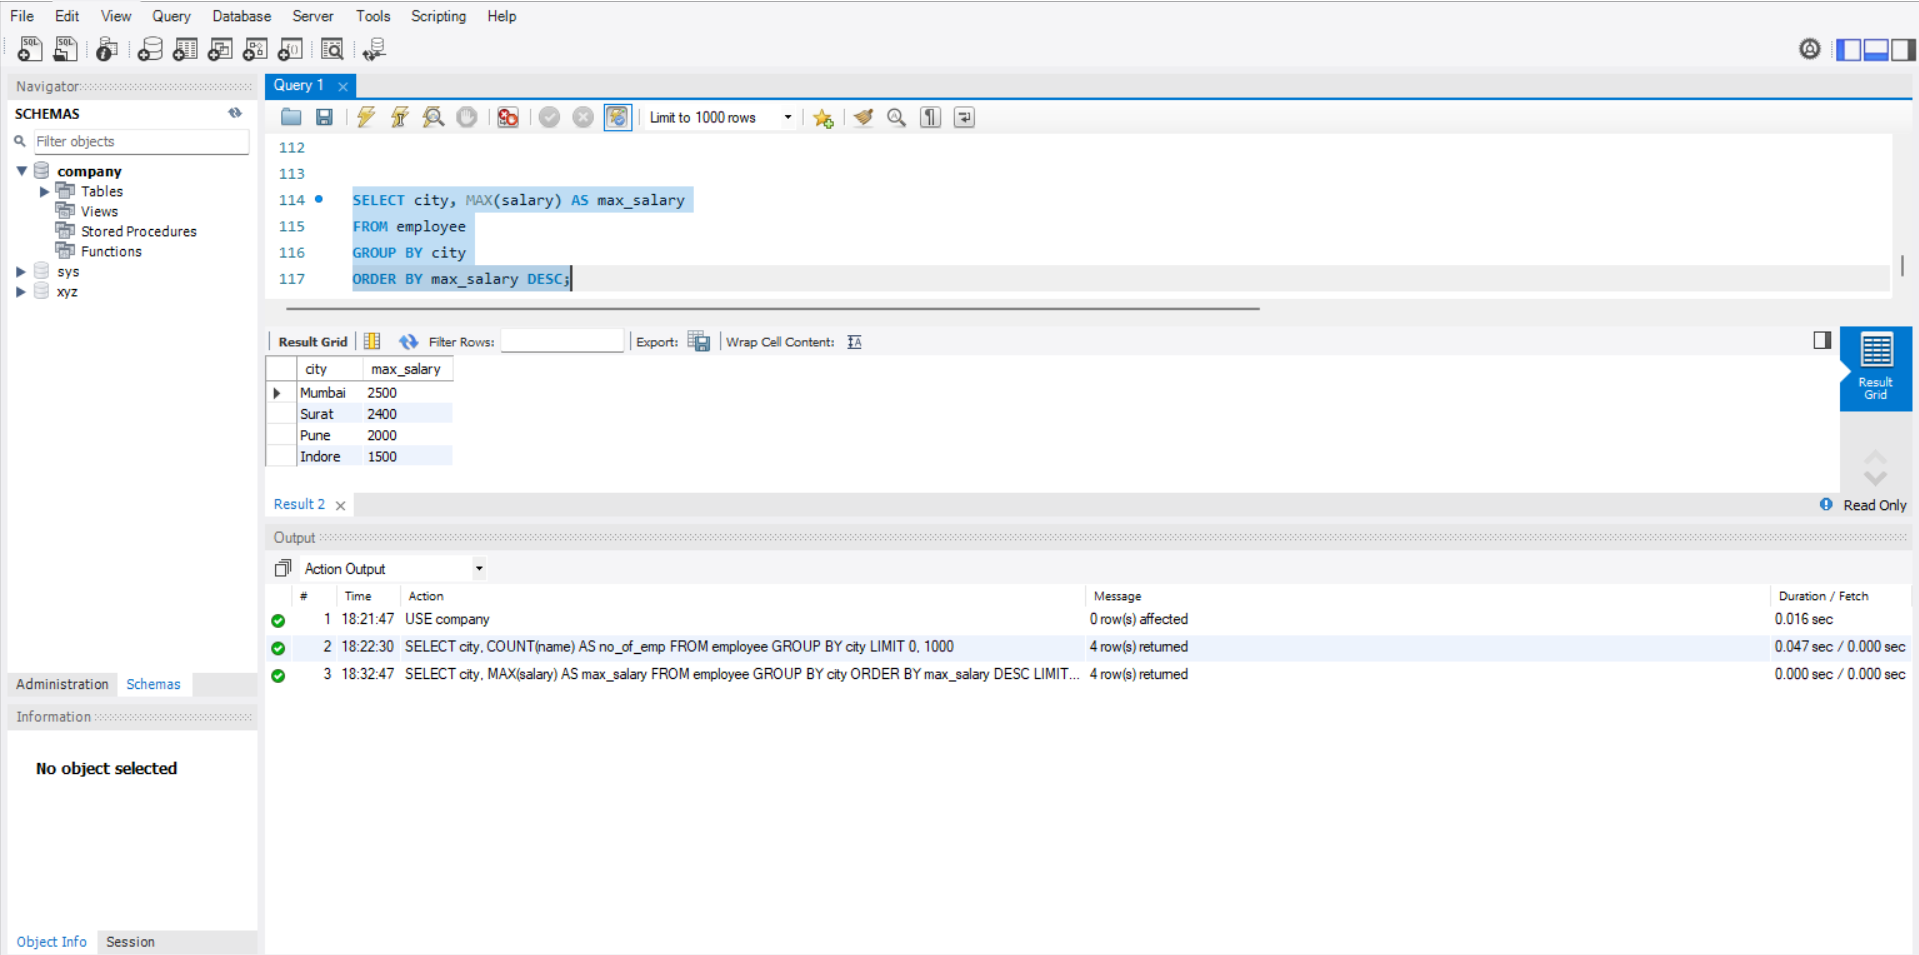 File Edit View Query Database Server Tools Scripting Help
Navigator
SCHEMAS
Filter objects
company
Tables
Views
Stored Procedures
Functions
sys
xyz
Administration Schemas
Information
No object selected
Object Info Session
Query 1
Limit to 1000 rows
112
113
114 SELECT city, MAX(salary) AS max_salary
115 FROM employee
116 GROUP BY city
117 ORDER BY max_salary DESC;
Result Grid Filter Rows: Export: Wrap Cell Content:
city max_salary
Mumbai 2500
Surat 2400
Pune 2000
Indore 1500
Result
Grid
Result 2
Read Only
Output
Action Output
# Time Action Message Duration / Fetch
1 18:21:47 USE company 0 row(s) affected 0.016 sec
2 18:22:30 SELECT city, COUNT(name) AS no_of_emp FROM employee GROUP BY city LIMIT 0, 1000 4 row(s) returned 0.047 sec / 0.000 sec
3 18:32:47 SELECT city, MAX(salary) AS max_salary FROM employee GROUP BY city ORDER BY max_salary DESC LIMIT... 4 row(s) returned 0.000 sec / 0.000 sec